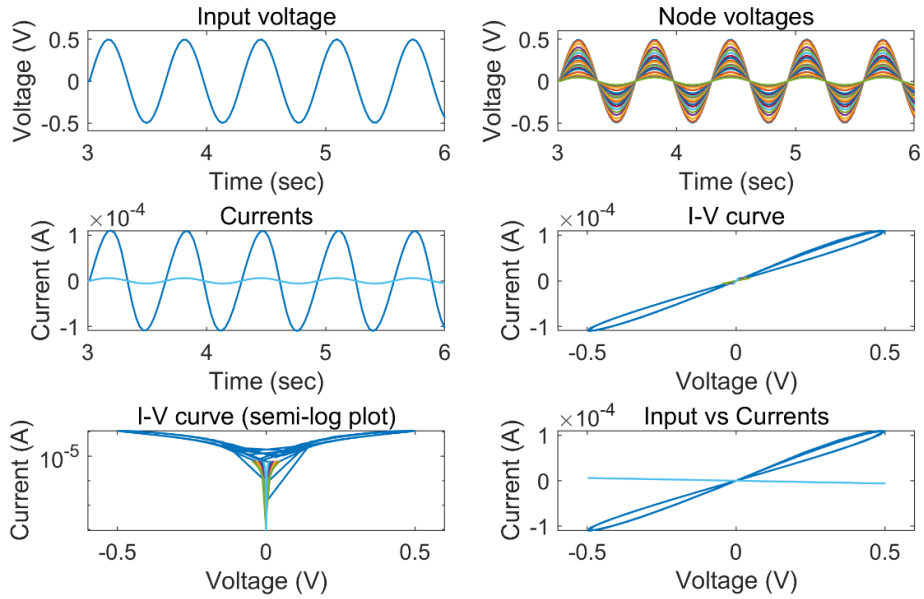 Input voltage
Voltage (V)
0.5
0
-0.5
3
4
5
6
Time (sec)
Node voltages
Voltage (V)
0.5
0
-0.5
3
4
5
6
Time (sec)
Currents
×10⁻⁴
Current (A)
1
0
-1
3
4
5
6
Time (sec)
I-V curve
×10⁻⁴
Current (A)
1
0
-1
-0.5
0
0.5
Voltage (V)
I-V curve (semi-log plot)
Current (A)
10⁻⁵
-0.5
0
0.5
Voltage (V)
Input vs Currents
×10⁻⁴
Current (A)
1
0
-1
-0.5
0
0.5
Voltage (V)